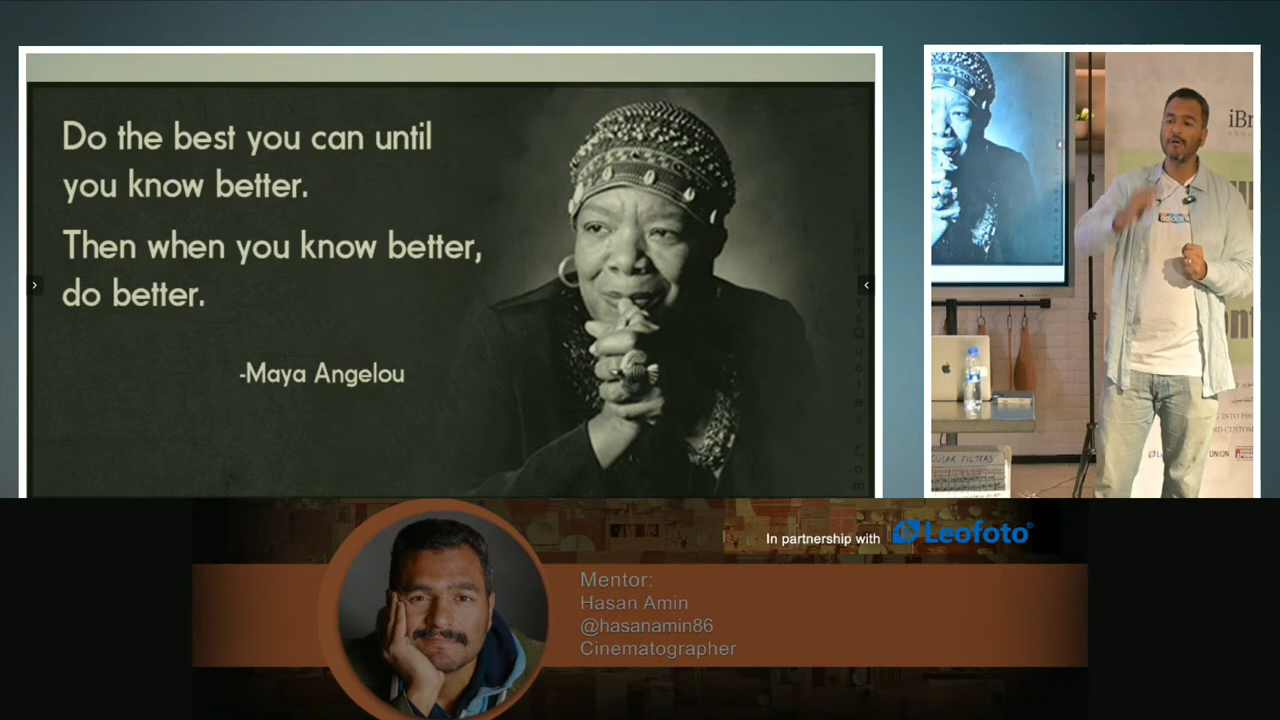 Do the best you can until
you know better.
Then when you know better,
do better.
-Maya Angelou
iBr
In partnership with
Leofoto®
Mentor:
Hasan Amin
@hasanamin86
Cinematographer